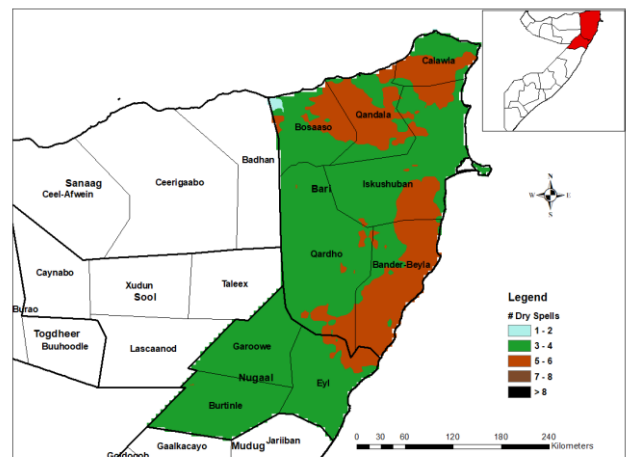 Calawla
Qandala
Bosaaso
Badhan
Sanaag
Ceerigaabo
Ceel-Afwein
Bari
Iskushuban
N
W
E
S
Qardho
Bander-Beyla
Caynabo
Xudun
Taleex
Sool
Burao
Togdheer
Buuhoodle
Lascaanod
Garoowe
Nugaal
Eyl
Burtinle
Jariiban
Gaalkacayo
Mudug
Legend
# Dry Spells
1 - 2
3 - 4
5 - 6
7 - 8
> 8
0 30 60 120 180 240
Kilometers